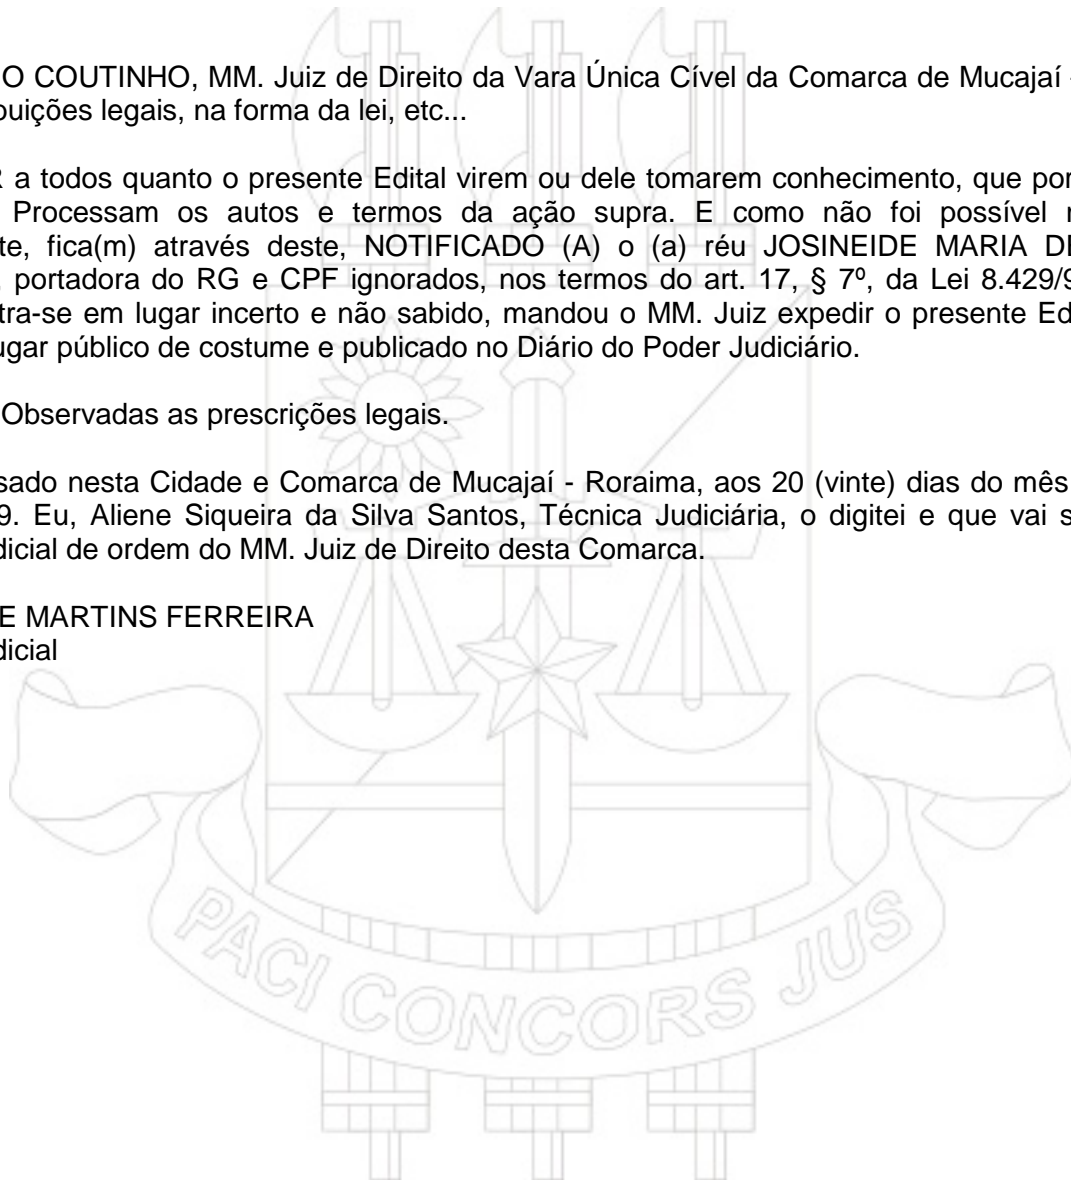 O COUTINHO, MM. Juiz de Direito da Vara Única Cível da Comarca de Mucajaí
buições legais, na forma da lei, etc...
R a todos quanto o presente Edital virem ou dele tomarem conhecimento, que por
Processam os autos e termos da ação supra. E como não foi possível
te, fica(m) através deste, NOTIFICADO (A) o (a) réu JOSINEIDE MARIA DE
, portadora do RG e CPF ignorados, nos termos do art. 17, § 7º, da Lei 8.429/9
tra-se em lugar incerto e não sabido, mandou o MM. Juiz expedir o presente Ed
ugar público de costume e publicado no Diário do Poder Judiciário.
Observadas as prescrições legais.
sado nesta Cidade e Comarca de Mucajaí - Roraima, aos 20 (vinte) dias do mês
9. Eu, Aliene Siqueira da Silva Santos, Técnica Judiciária, o digitei e que vai s
dicial de ordem do MM. Juiz de Direito desta Comarca.
E MARTINS FERREIRA
dicial
PACI CONCORS JUS